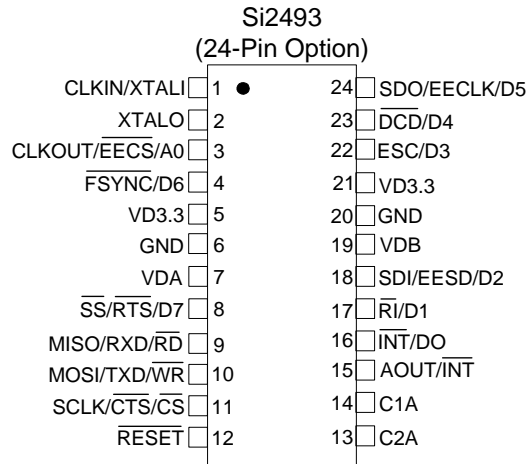 Si2493
(24-Pin Option)
CLKIN/XTALI 1 24 SDO/EECLK/D5
XTALO 2 23 DCD/D4
CLKOUT/EECS/A0 3 22 ESC/D3
FSYNC/D6 4 21 VD3.3
VD3.3 5 20 GND
GND 6 19 VDB
VDA 7 18 SDI/EESD/D2
SS/RTS/D7 8 17 RI/D1
MISO/RXD/RD 9 16 INT/DO
MOSI/TXD/WR 10 15 AOUT/INT
SCLK/CTS/CS 11 14 C1A
RESET 12 13 C2A